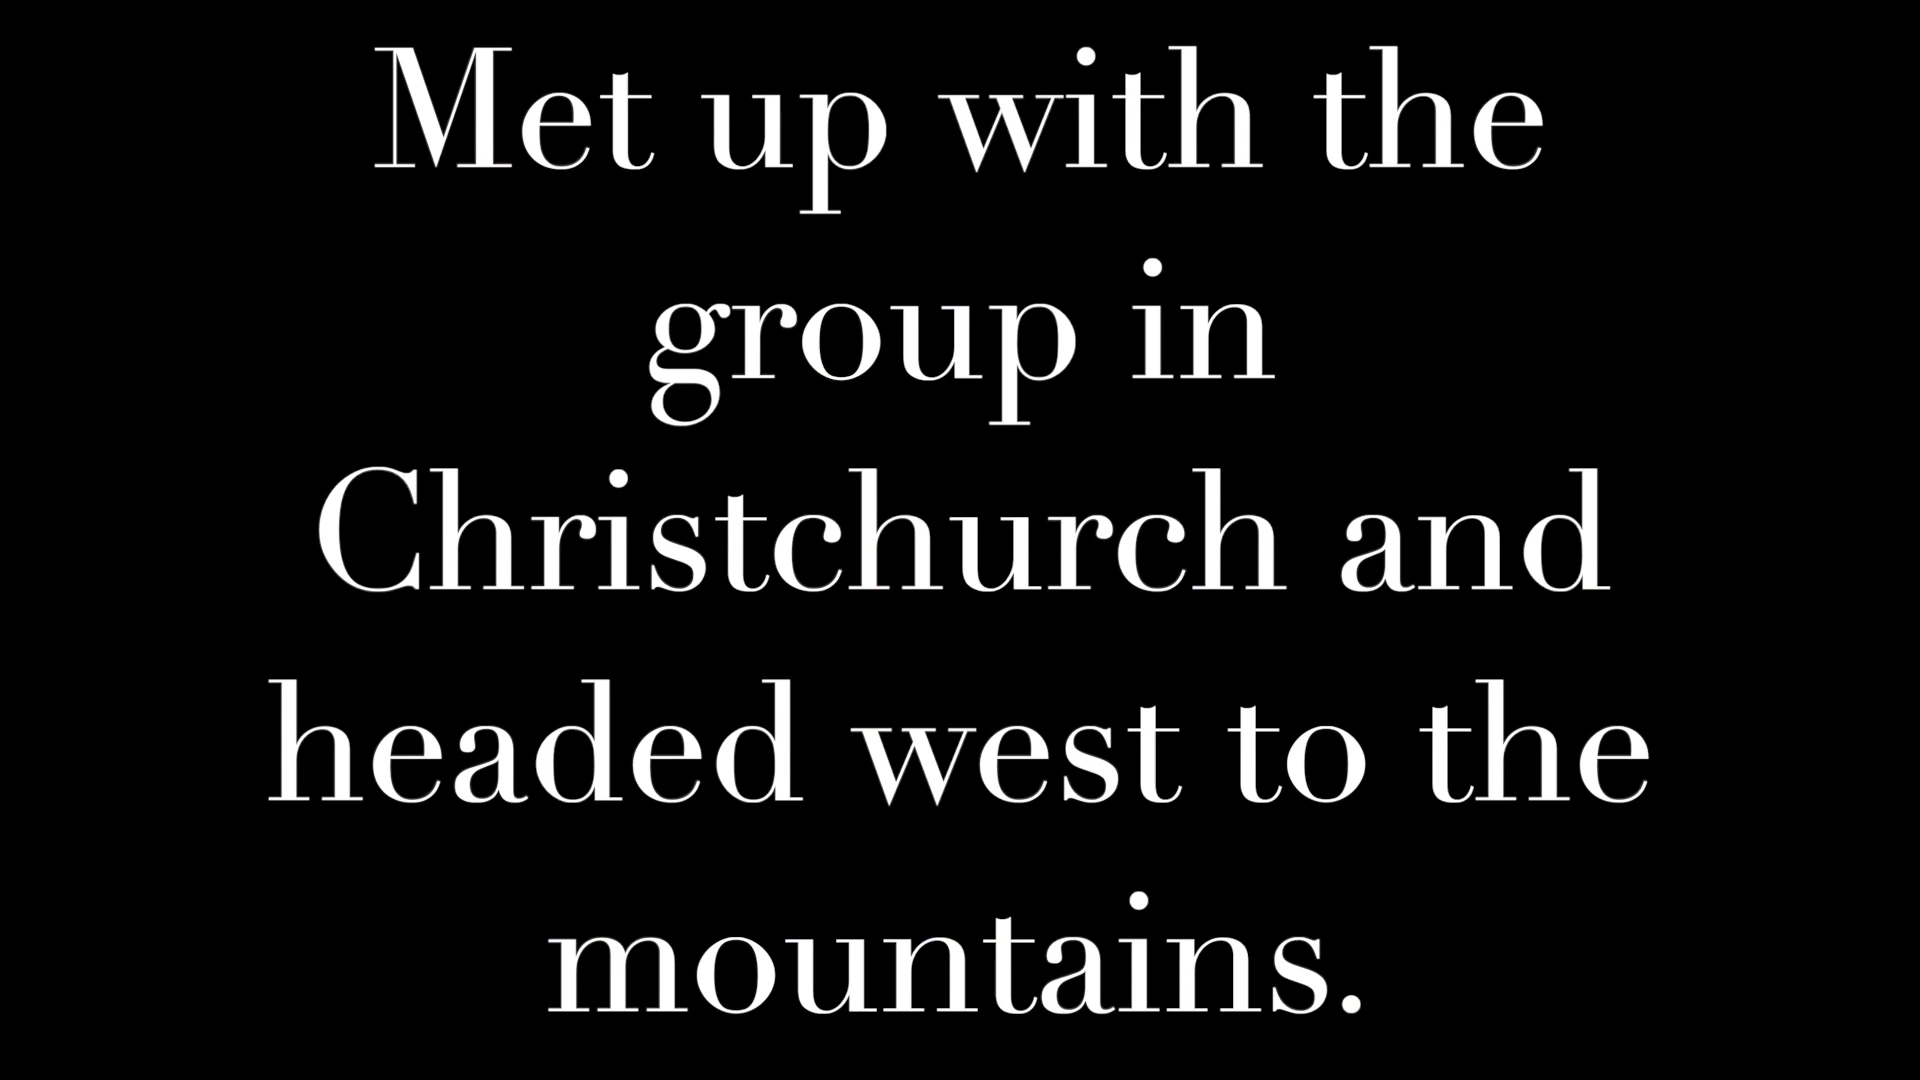 Met up with the
group in
Christchurch and
headed west to the
mountains.